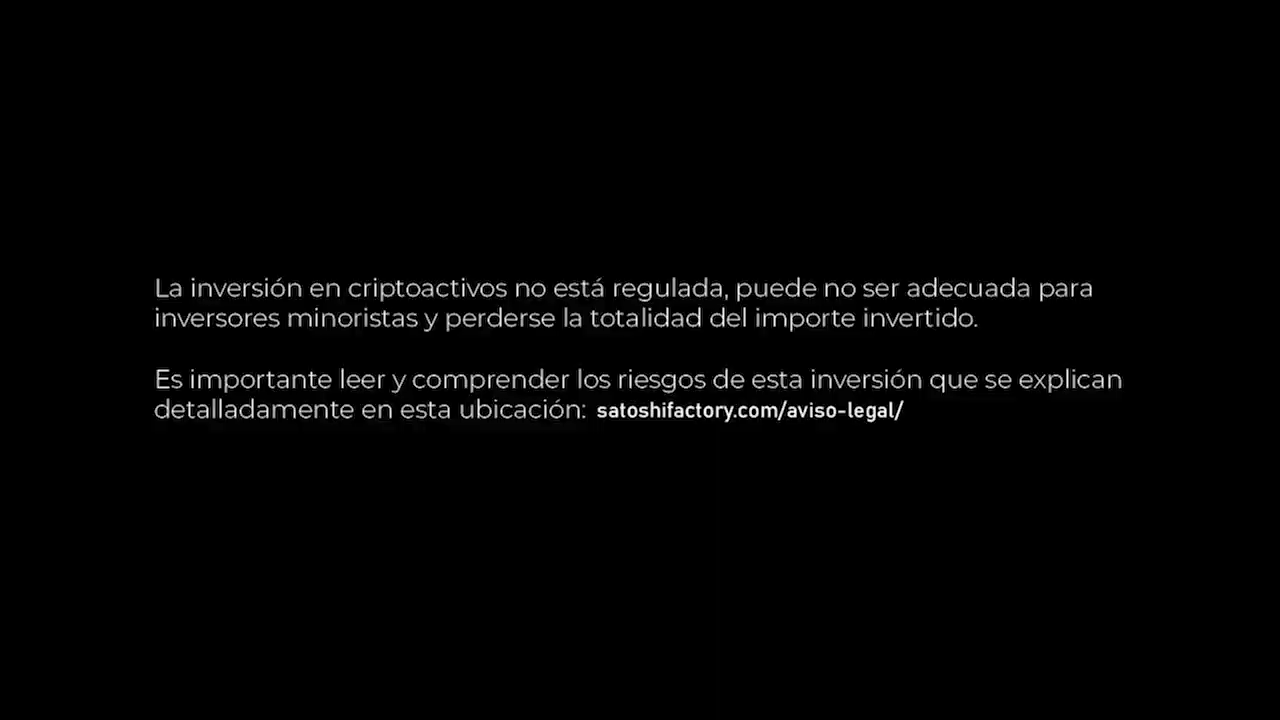 La inversión en criptoactivos no está regulada, puede no ser adecuada para
inversores minoristas y perderse la totalidad del importe invertido.
Es importante leer y comprender los riesgos de esta inversión que se explican
detalladamente en esta ubicación: satoshifactory.com/aviso-legal/